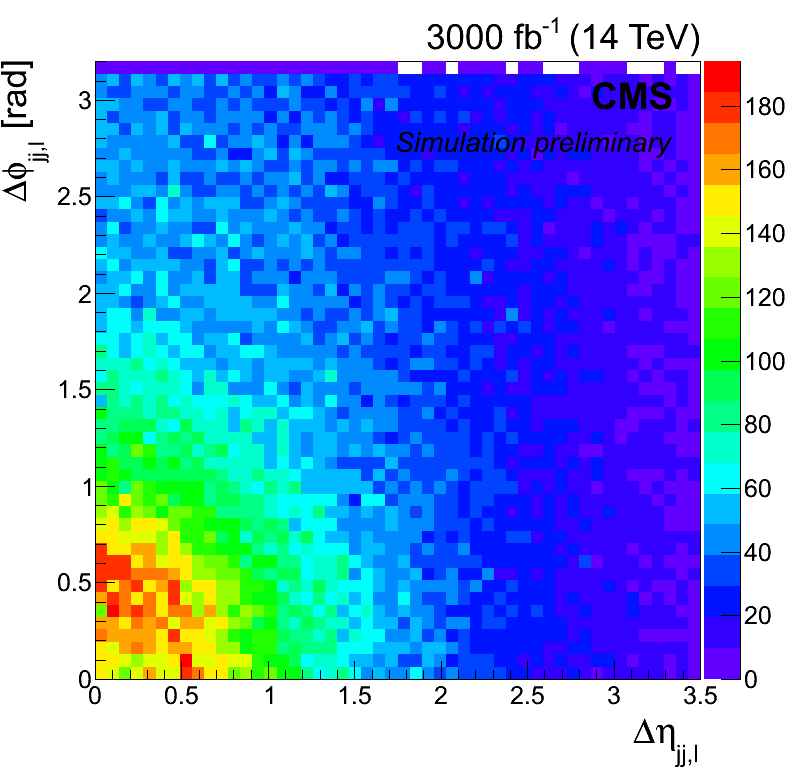 3000 fb-1 (14 TeV)
CMS
Simulation preliminary
Δϕjj,l [rad]
3
2.5
2
1.5
1
0.5
0
0 0.5 1 1.5 2 2.5 3 3.5
Δηjj,l
180
160
140
120
100
80
60
40
20
0